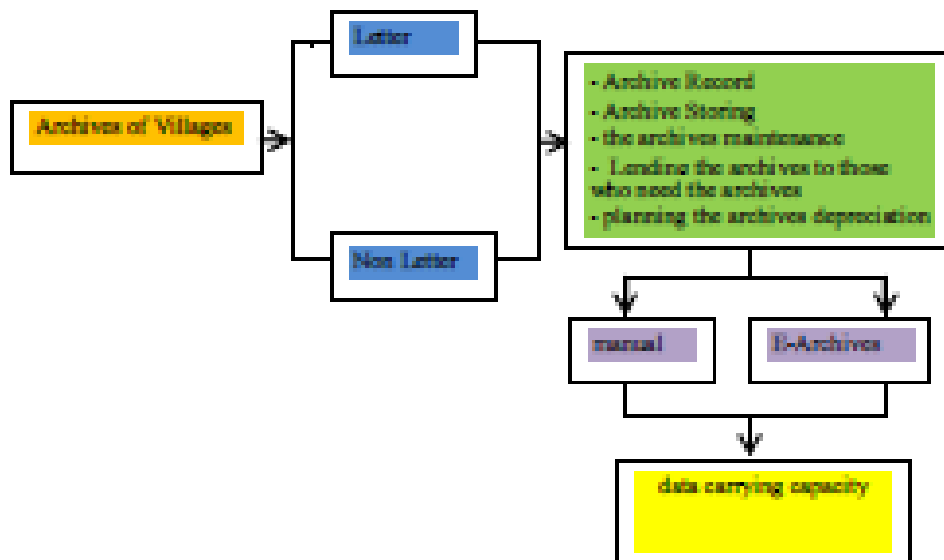 Letter
Archives of Villages
- Archive Record
- Archive Storing
- the archives maintenance
- Lending the archives to those
who need the archives
- planning the archives depreciation
Non Letter
manual
E-Archives
data carrying capacity